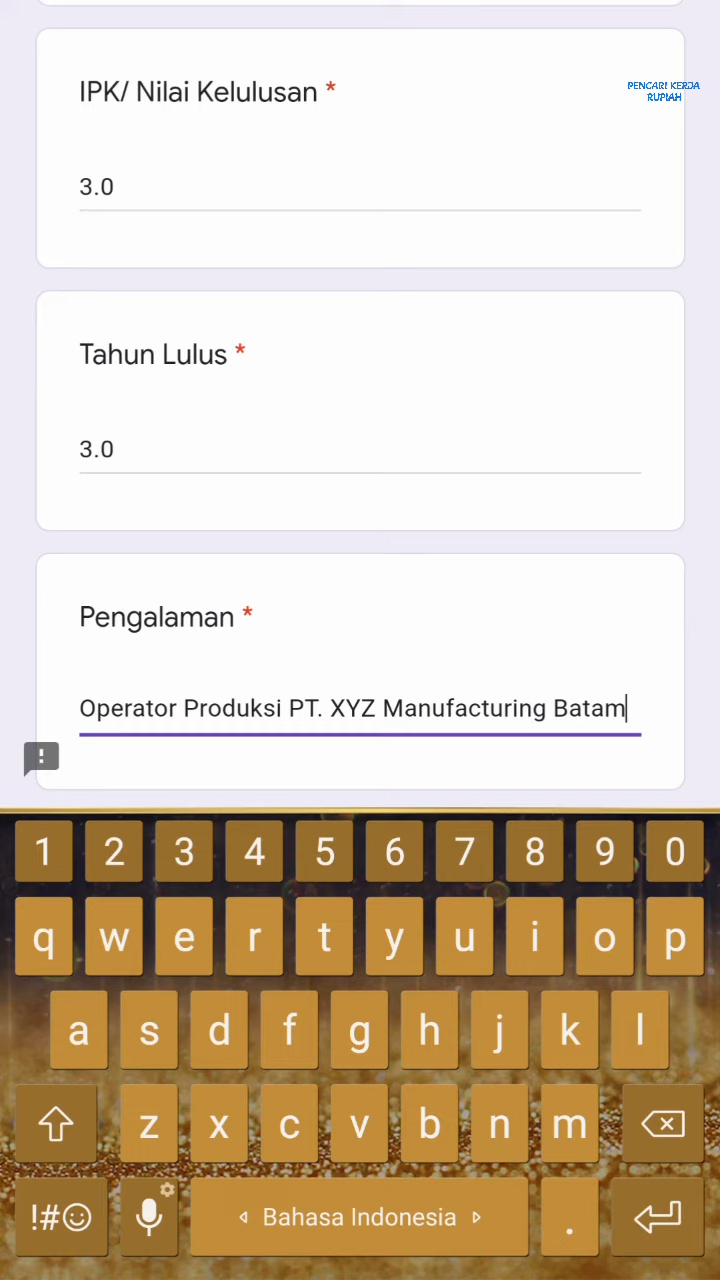 IPK/ Nilai Kelulusan *
PENCARI KERJA
RUPIAH
3.0
Tahun Lulus *
3.0
Pengalaman *
Operator Produksi PT. XYZ Manufacturing Batam
!
1 2 3 4 5 6 7 8 9 0
q w e r t y u i o p
a s d f g h j k l
z x c v b n m
!#☺ Bahasa Indonesia .